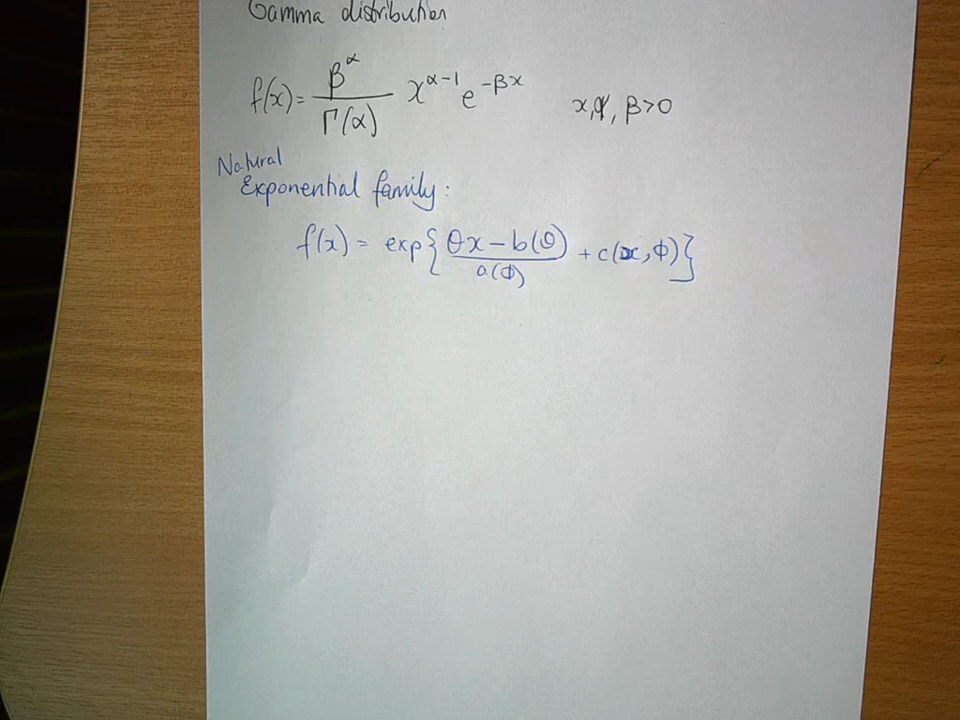 Gamma distribution
f(x) = β^α / Γ(α) x^(α-1) e^(-βx) x, α, β > 0
Natural
Exponential family:
f(x) = exp{ (θx - b(θ)) / a(ϕ) + c(x, ϕ) }